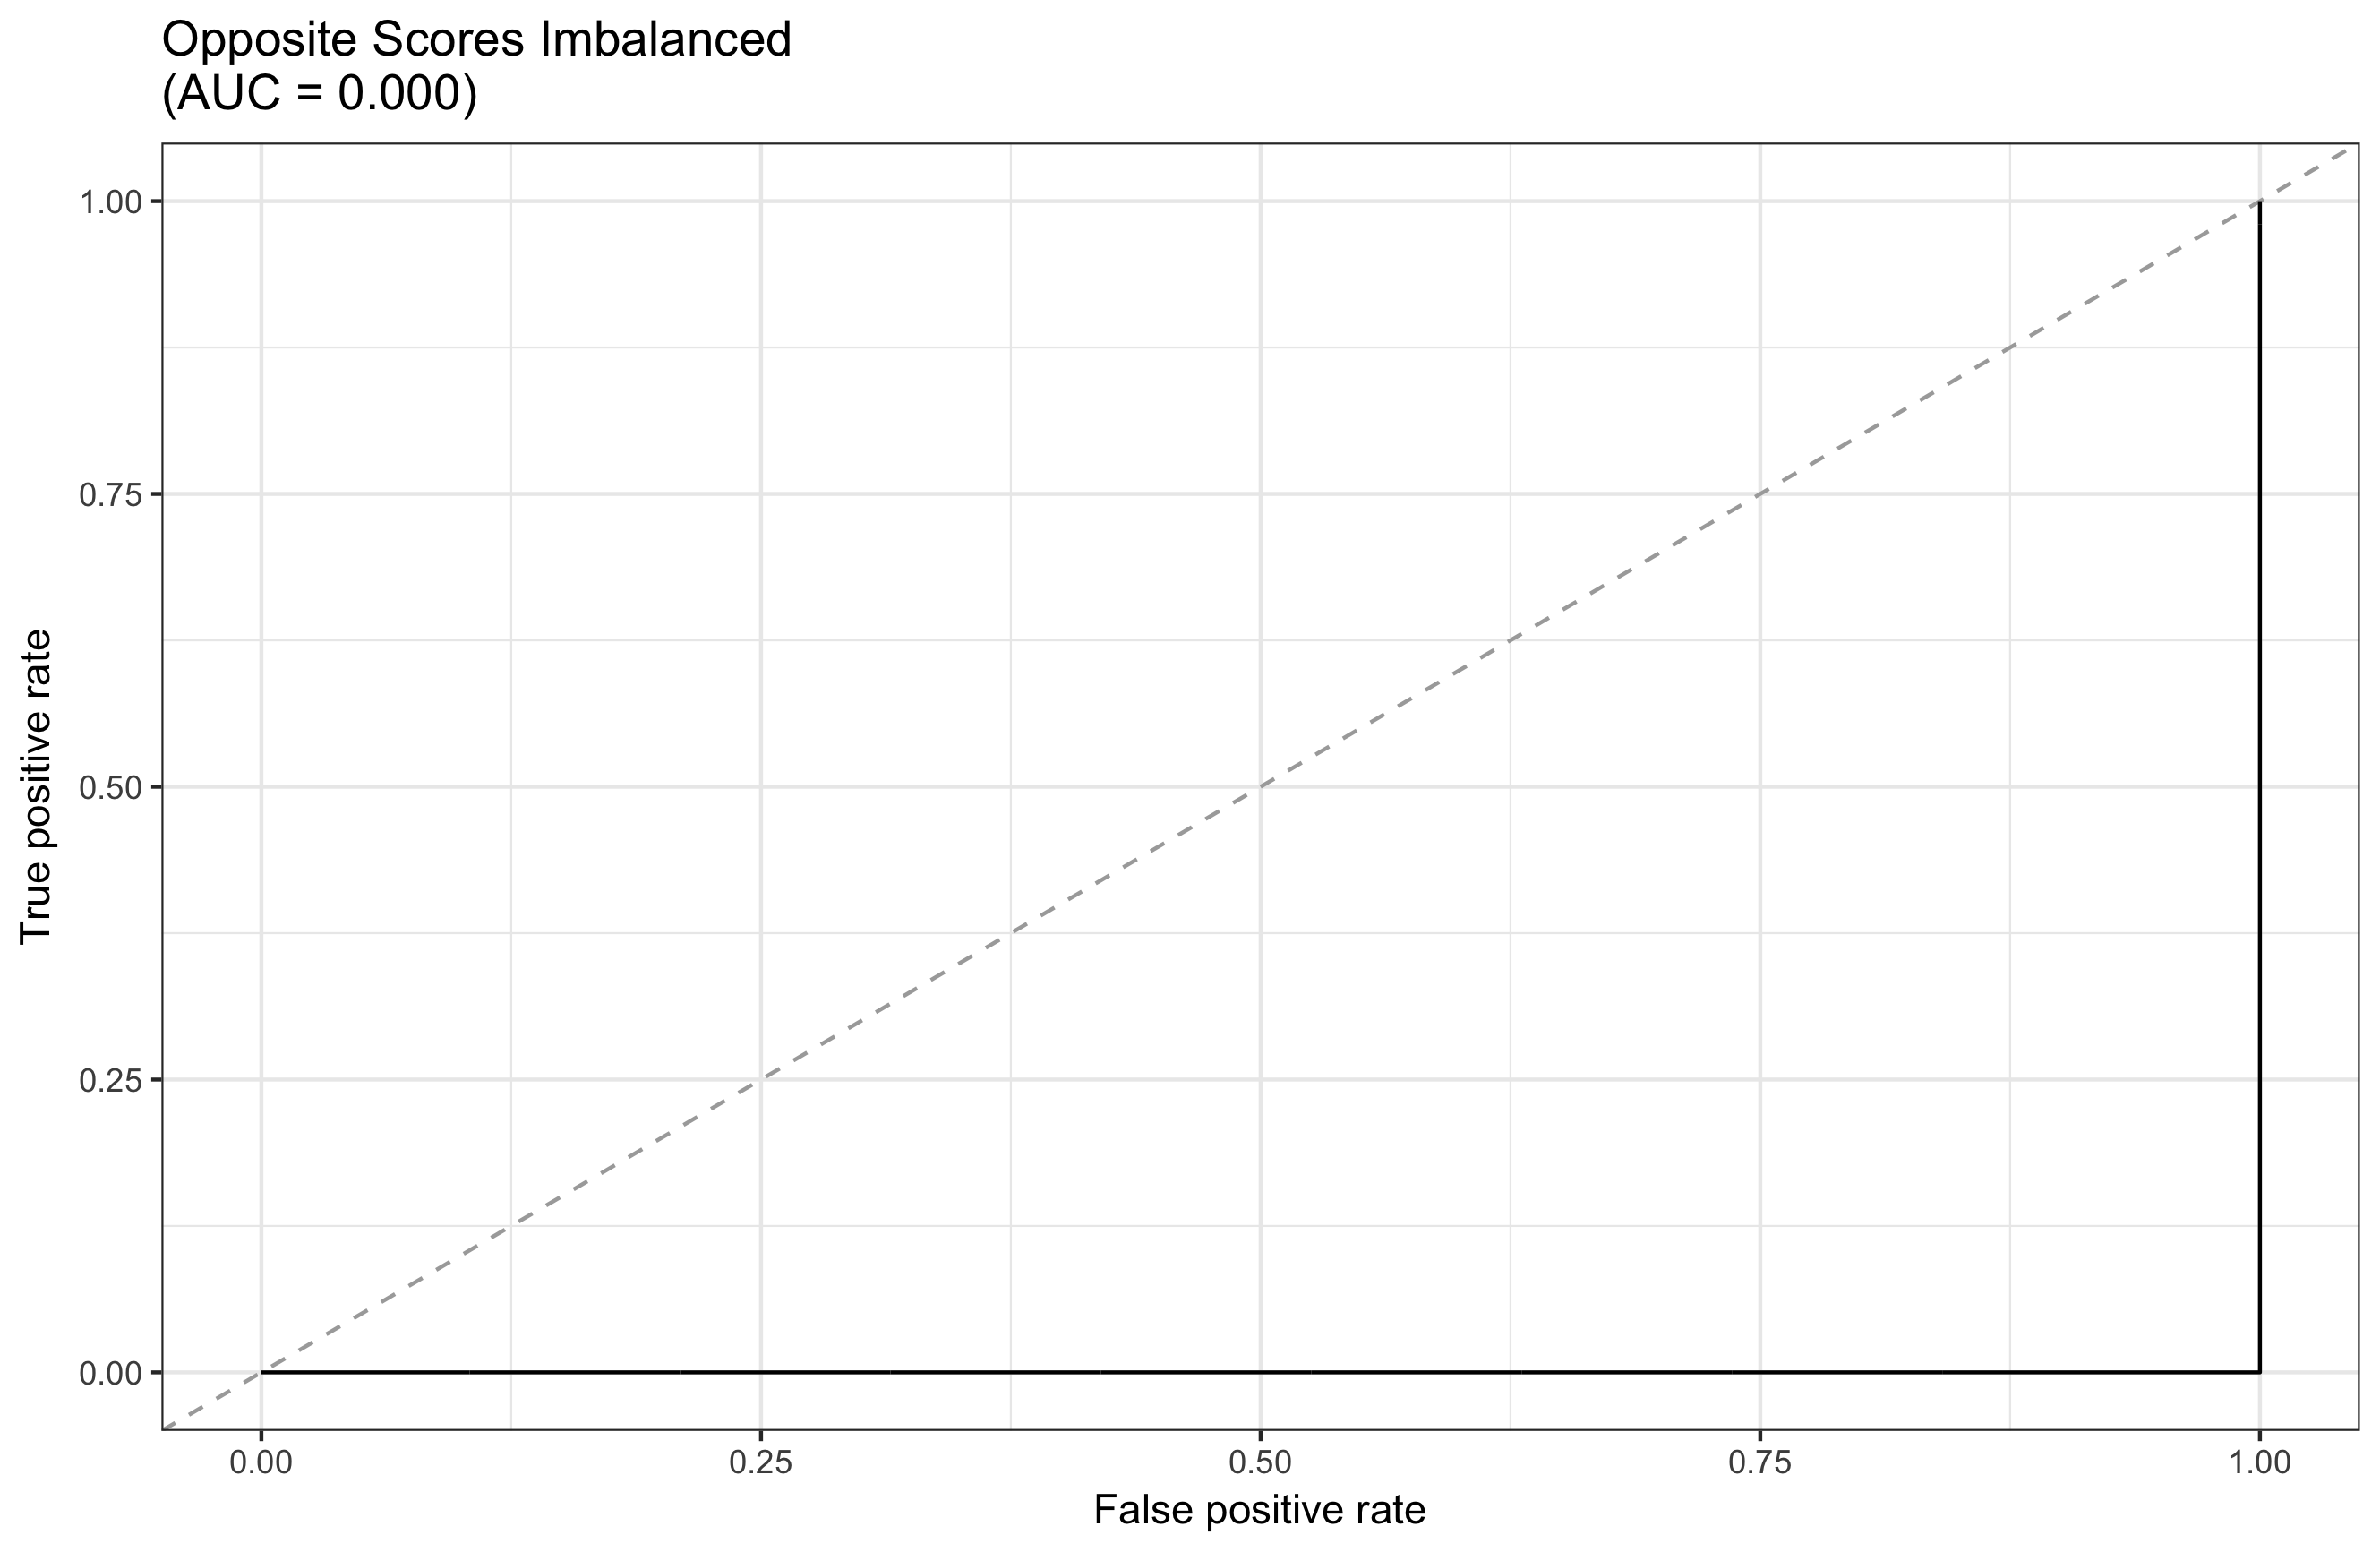 Opposite Scores Imbalanced
(AUC = 0.000)
True positive rate
1.00
0.75
0.50
0.25
0.00
0.00 0.25 0.50 0.75 1.00
False positive rate